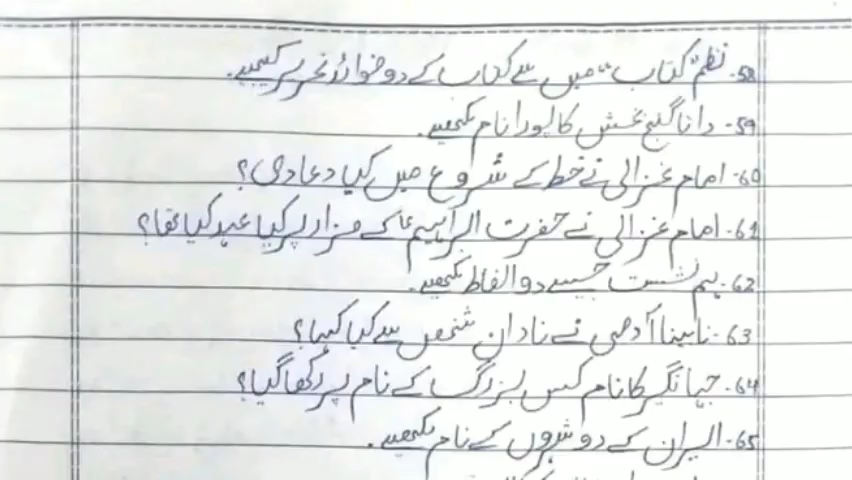 58۔ نظم "کتاب" میں سے کتاب کے دو فوائد تحریر کیجیے۔
59۔ داتا گنج بخش کا پورا نام لکھیے۔
60۔ امام غزالی نے خط کے شروع میں کیا دعا دی؟
61۔ امام غزالی نے حضرت ابراہیمؑ کے مزار پر کیا عہد کیا تھا؟
62۔ ہم نشست جیسے دو الفاظ لکھیے۔
63۔ نابینا آدمی نے نادان شخص سے کیا کہا؟
64۔ جہانگیر کا نام کس بزرگ کے نام پر رکھا گیا؟
65۔ ایران کے دو شہروں کے نام لکھیے۔